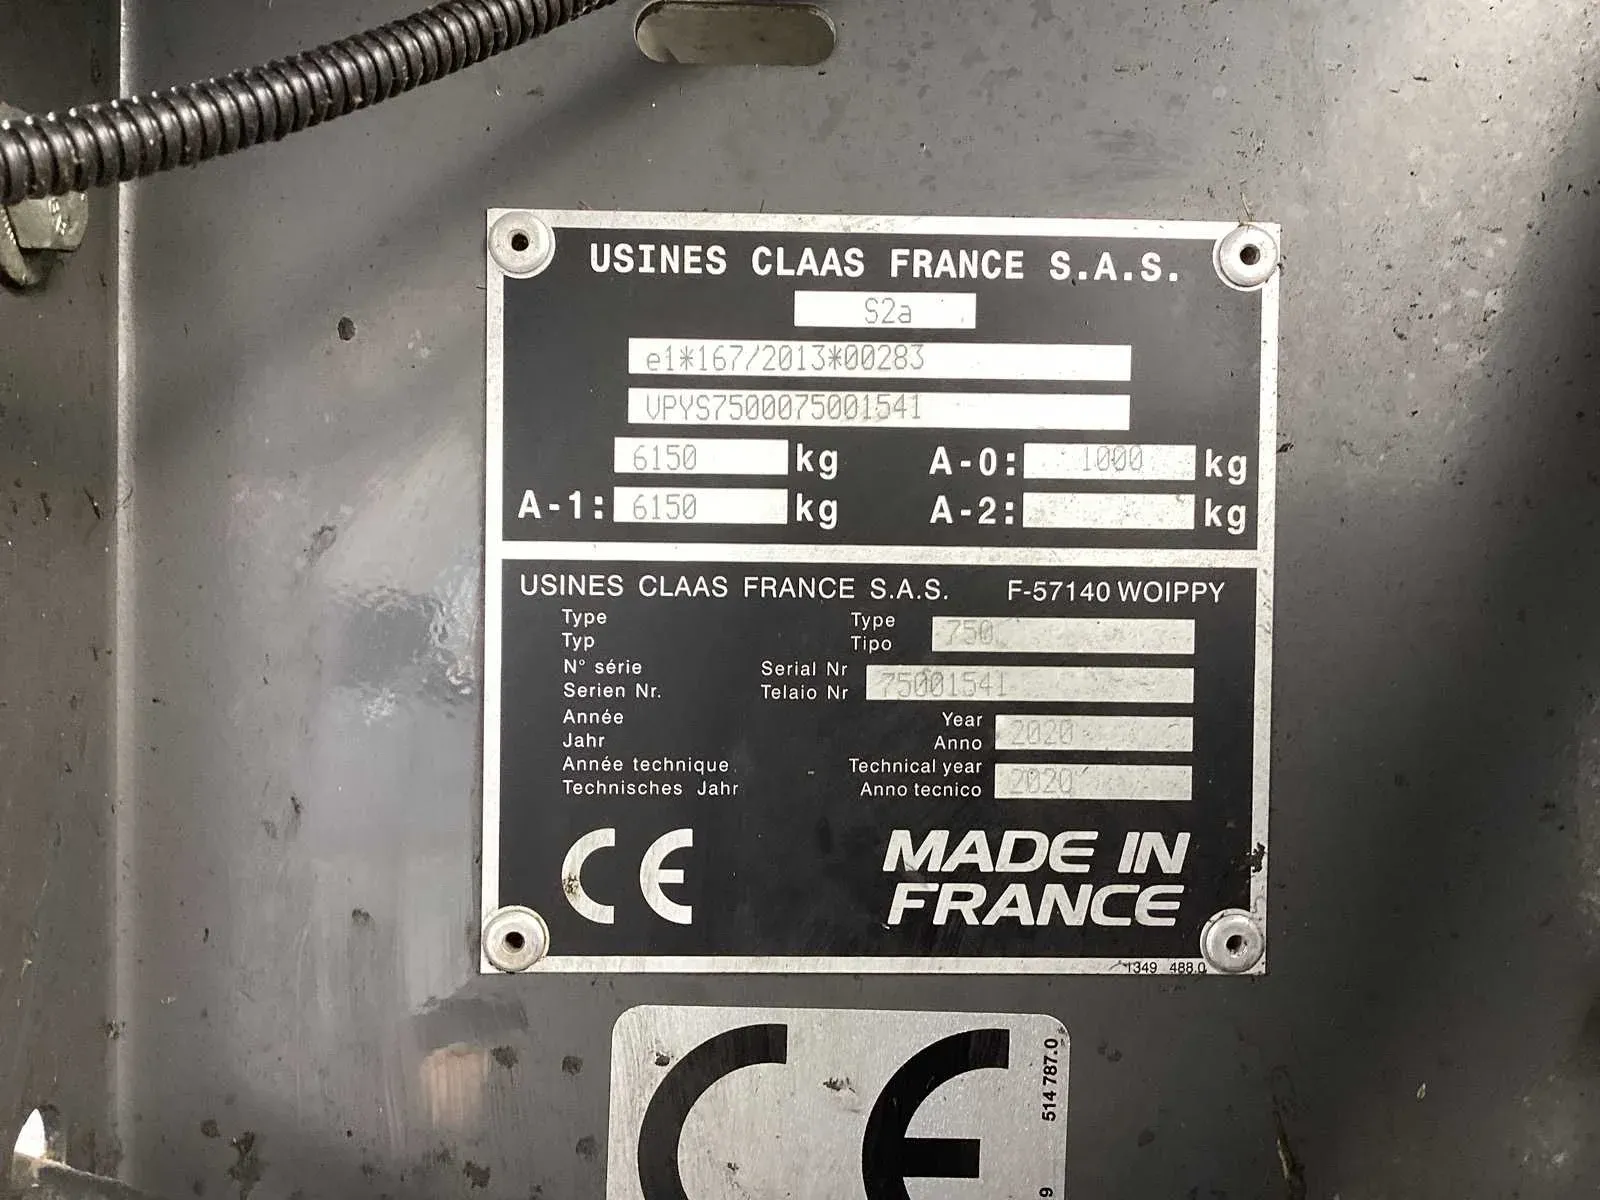 USINES CLAAS FRANCE S.A.S.
S2a
e1*167/2013*00283
VPYS7500075001541
6150 kg A-0: 1000 kg
A-1: 6150 kg A-2: kg
USINES CLAAS FRANCE S.A.S. F-57140 WOIPPY
Type Type 750
Typ Tipo
N° série Serial Nr 75001541
Serien Nr. Telaio Nr
Année Year 2020
Jahr Anno
Année technique Technical year 2020
Technisches Jahr Anno tecnico
CE MADE IN
FRANCE
1349 488.0
CE
514 787.0